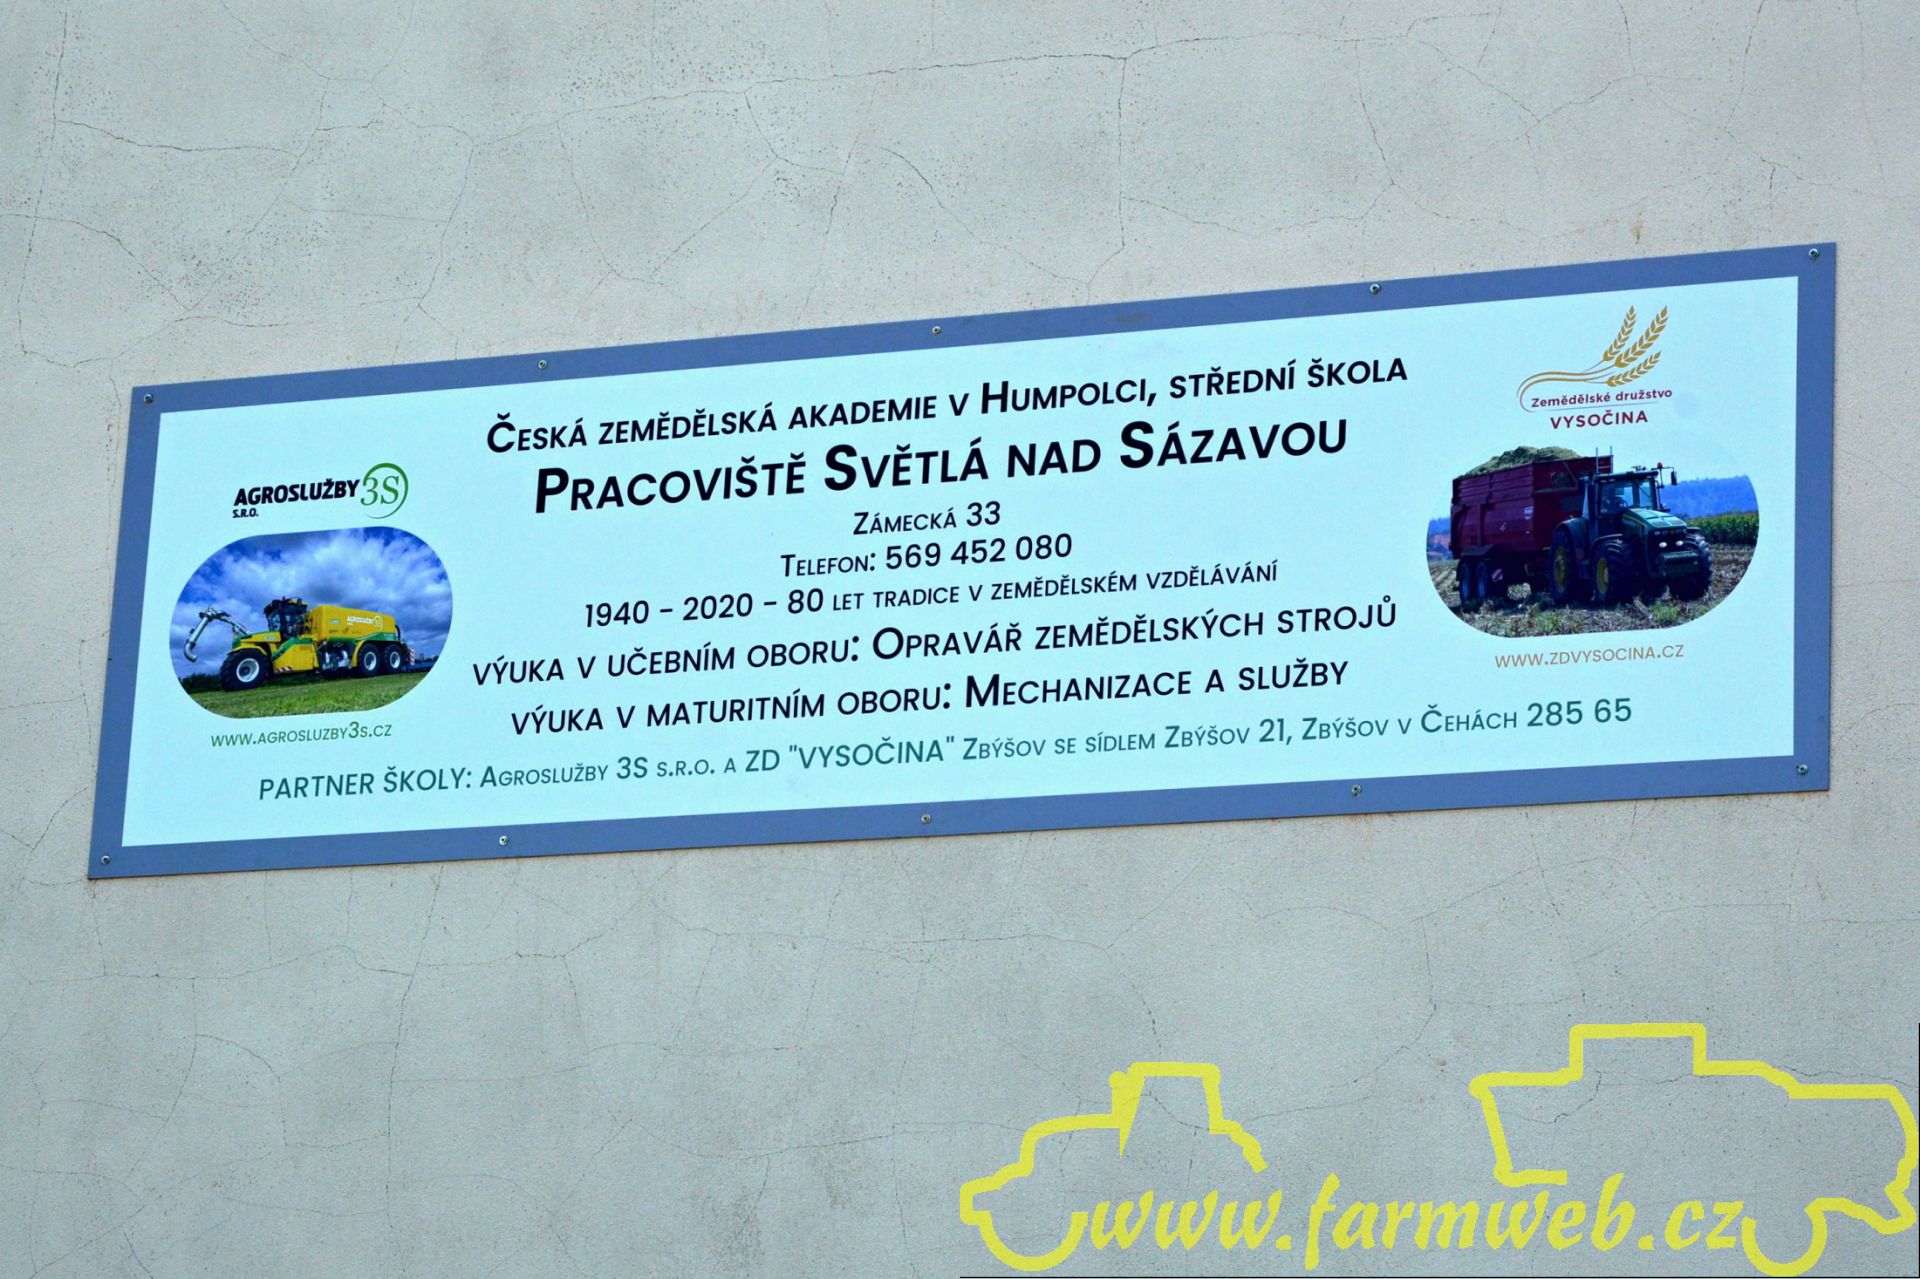 Česká zemědělská akademie v Humpolci, střední škola
Pracoviště Světlá nad Sázavou
Zámecká 33
Telefon: 569 452 080
1940 - 2020 - 80 let tradice v zemědělském vzdělávání
výuka v učebním oboru: Opravář zemědělských strojů
výuka v maturitním oboru: Mechanizace a služby
PARTNER ŠKOLY: Agroslužby 3S s.r.o. a ZD "VYSOČINA" Zbýšov se sídlem Zbýšov 21, Zbýšov v Čehách 285 65
AGROSLUŽBY 3S
S.R.O.
AGROSLUŽBY 3S
www.agrosluzby3s.cz
Zemědělské družstvo
VYSOČINA
www.zdvysocina.cz
www.farmweb.cz